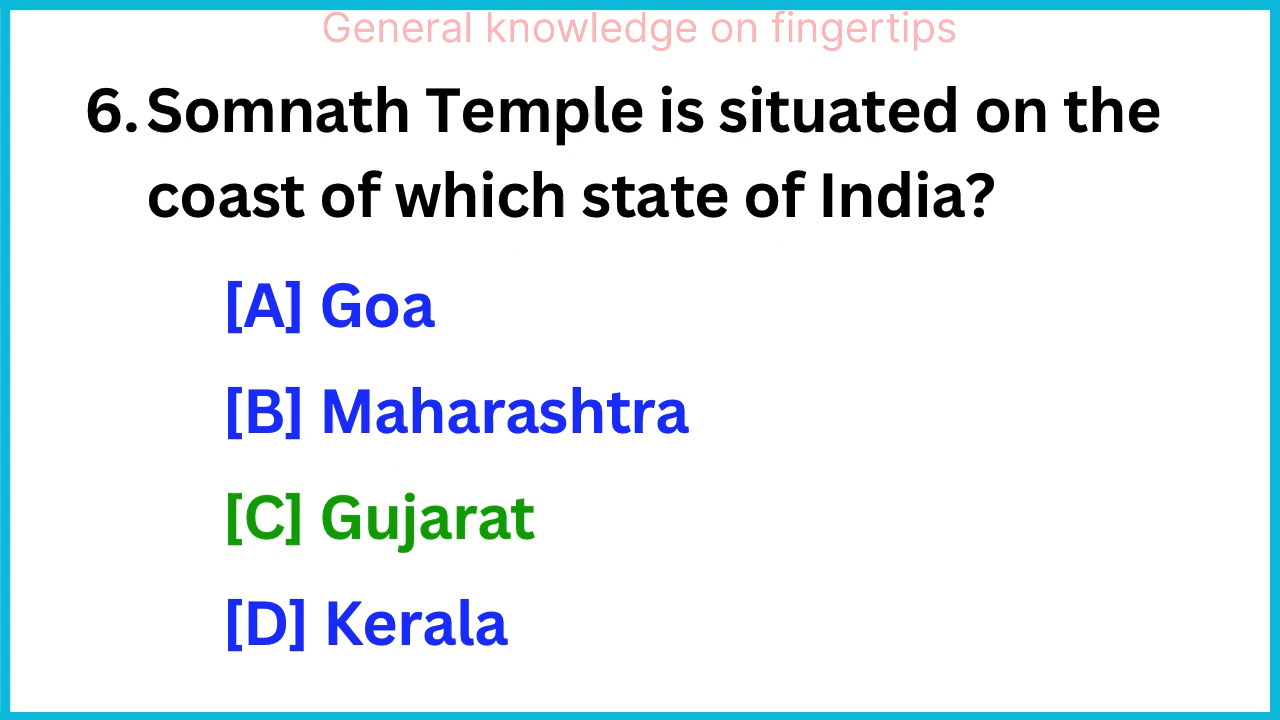 General knowledge on fingertips
6. Somnath Temple is situated on the
coast of which state of India?
[A] Goa
[B] Maharashtra
[C] Gujarat
[D] Kerala